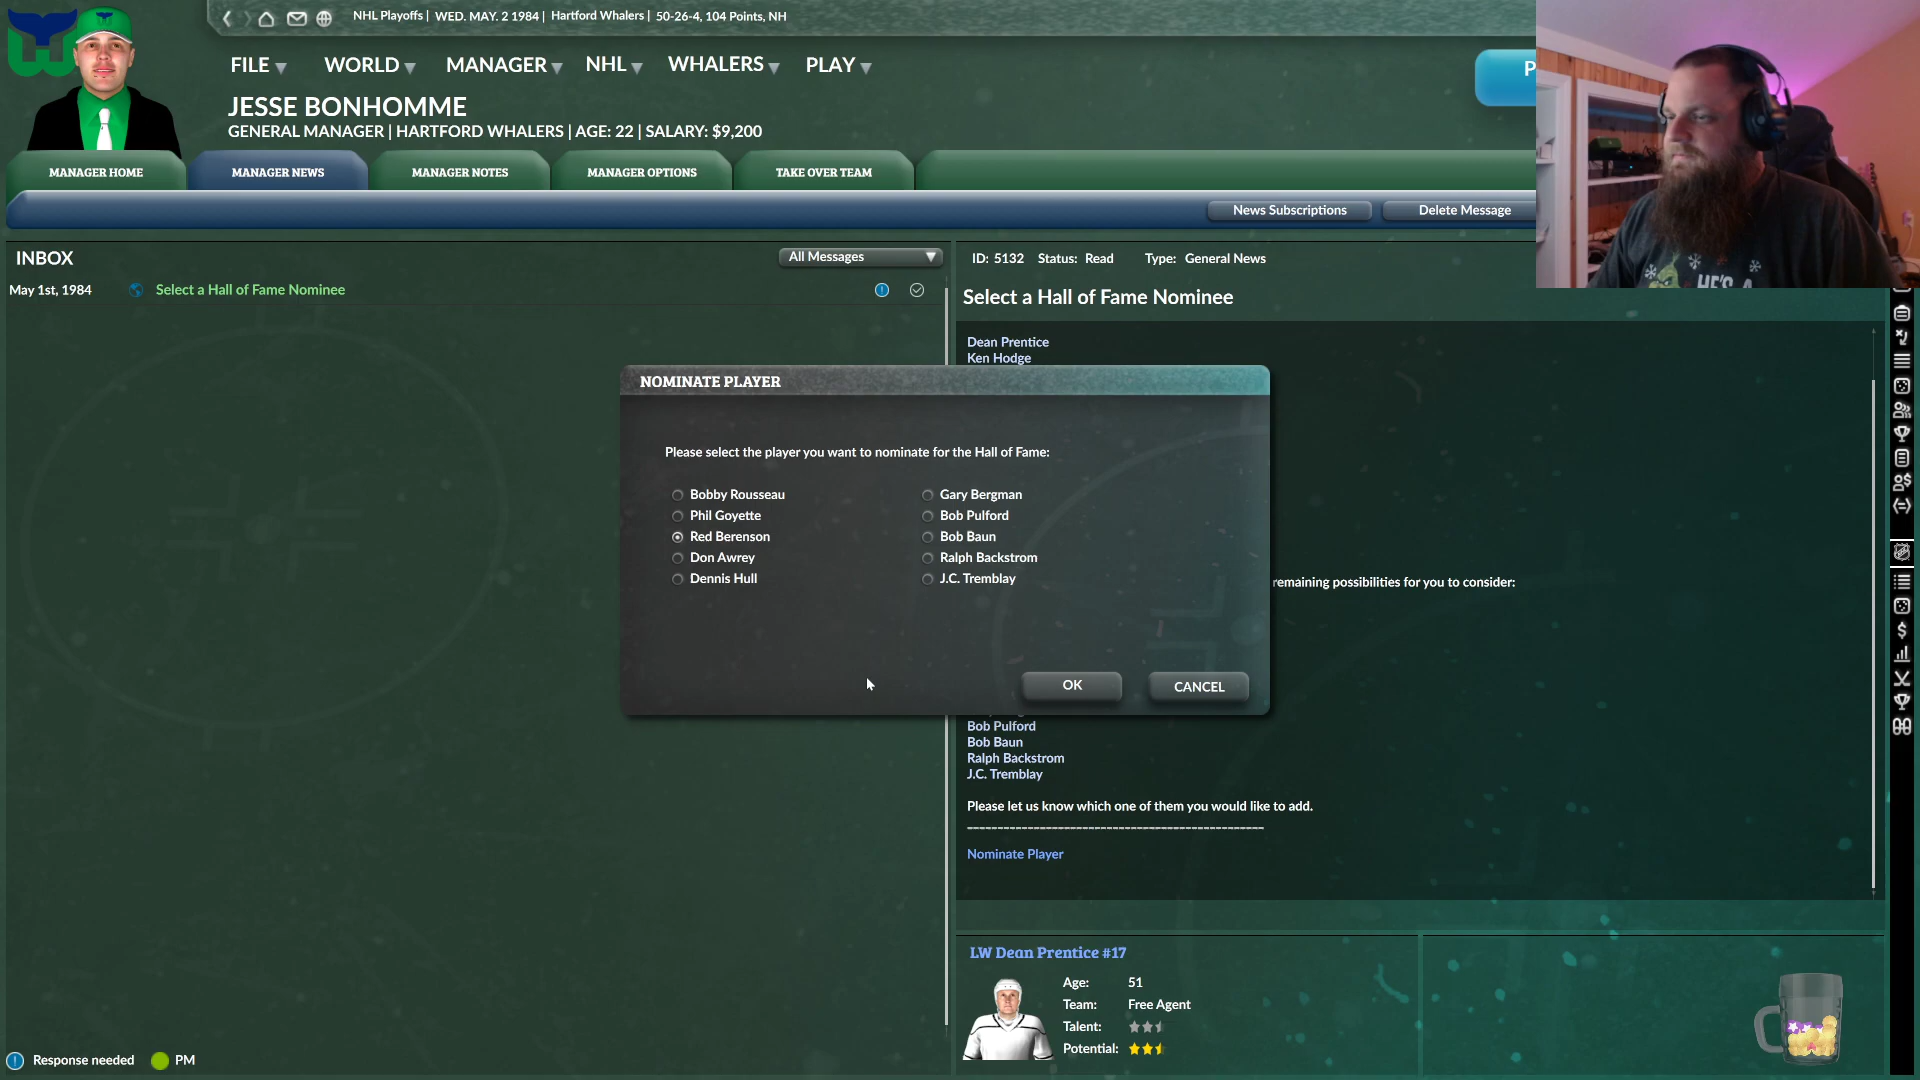 NHL Playoffs | WED. MAY. 2 1984 | Hartford Whalers | 50-26-4, 104 Points, NH
FILE WORLD MANAGER NHL WHALERS PLAY
JESSE BONHOMME
GENERAL MANAGER | HARTFORD WHALERS | AGE: 22 | SALARY: $9,200
MANAGER HOME MANAGER NEWS MANAGER NOTES MANAGER OPTIONS TAKE OVER TEAM
News Subscriptions Delete Message
INBOX All Messages
May 1st, 1984 Select a Hall of Fame Nominee
ID: 5132 Status: Read Type: General News
Select a Hall of Fame Nominee
Dean Prentice
Ken Hodge
NOMINATE PLAYER
Please select the player you want to nominate for the Hall of Fame:
Bobby Rousseau Gary Bergman
Phil Goyette Bob Pulford
Red Berenson Bob Baun
Don Awrey Ralph Backstrom
Dennis Hull J.C. Tremblay
OK CANCEL
remaining possibilities for you to consider:
Bob Pulford
Bob Baun
Ralph Backstrom
J.C. Tremblay
Please let us know which one of them you would like to add.
Nominate Player
LW Dean Prentice #17
Age: 51
Team: Free Agent
Talent:
Potential:
Response needed PM
HE'S A